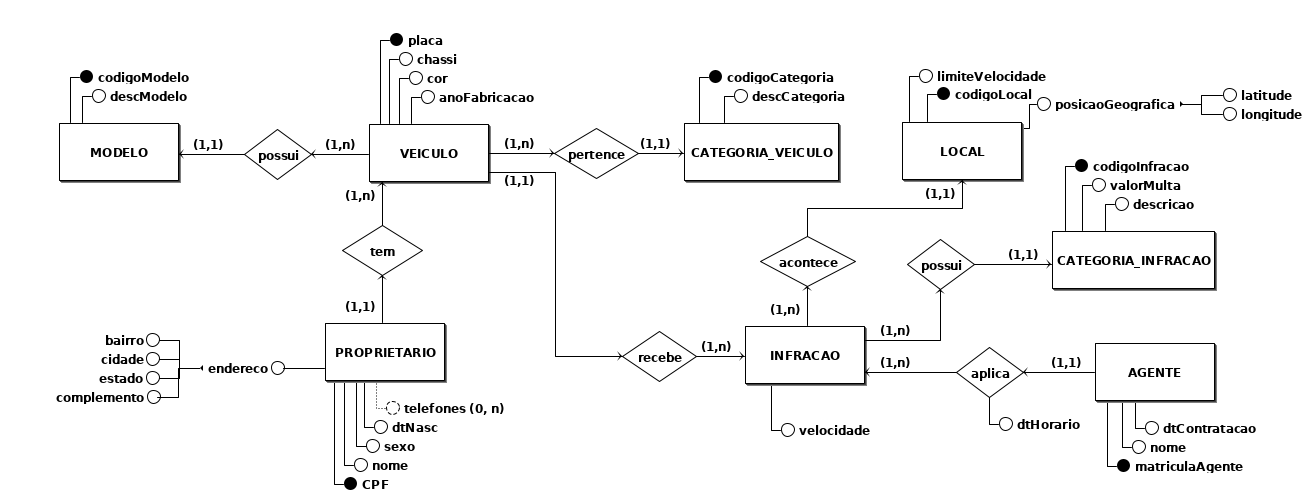 placa
chassi
cor
anoFabricacao
codigoModelo
descModelo
MODELO
(1,1)
possui
(1,n)
VEICULO
(1,n)
(1,1)
pertence
(1,1)
codigoCategoria
descCategoria
CATEGORIA_VEICULO
limiteVelocidade
codigoLocal
posicaoGeografica
latitude
longitude
LOCAL
(1,1)
codigoInfracao
valorMulta
descricao
CATEGORIA_INFRACAO
(1,n)
tem
(1,1)
acontece
(1,n)
possui
(1,1)
(1,n)
PROPRIETARIO
bairro
cidade
estado
complemento
endereco
telefones (0, n)
dtNasc
sexo
nome
CPF
recebe
(1,n)
INFRACAO
velocidade
(1,n)
aplica
dtHorario
(1,1)
AGENTE
dtContratacao
nome
matriculaAgente